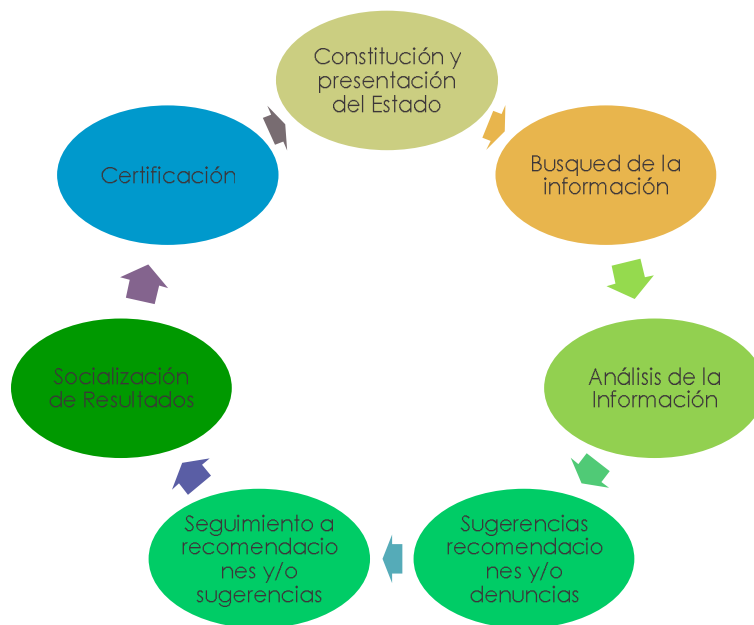 Constitución y
presentación
del Estado
Busqued de la
información
Análisis de la
Información
Sugerencias
recomendacio
nes y/o
denuncias
Seguimiento a
recomendacio
nes y/o
sugerencias
Socialización
de Resultados
Certificación